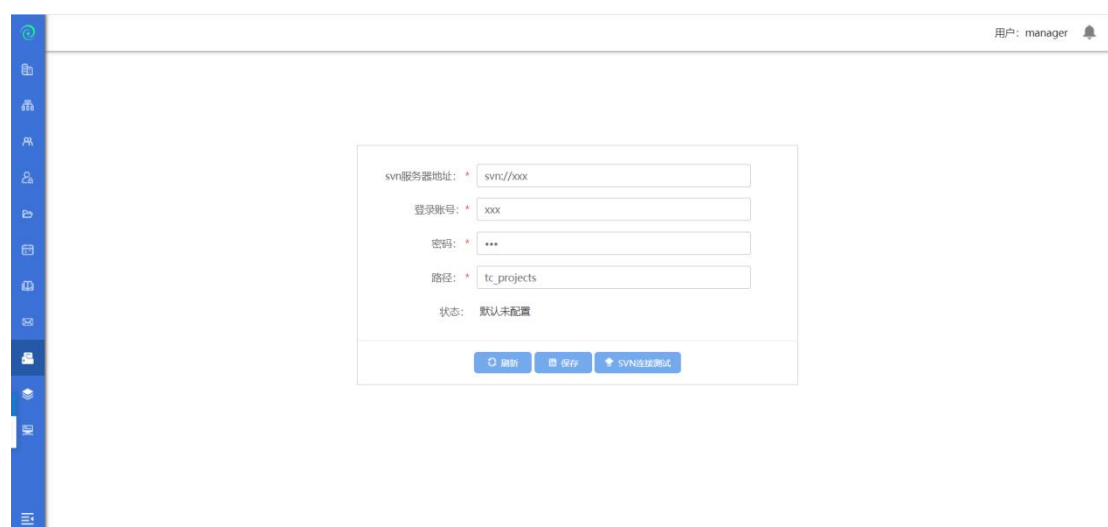 用户：manager
svn服务器地址： * svn://xxx
登录账号： * xxx
密码： * •••
路径： * tc_projects
状态： 默认未配置
刷新 保存 SVN连接测试